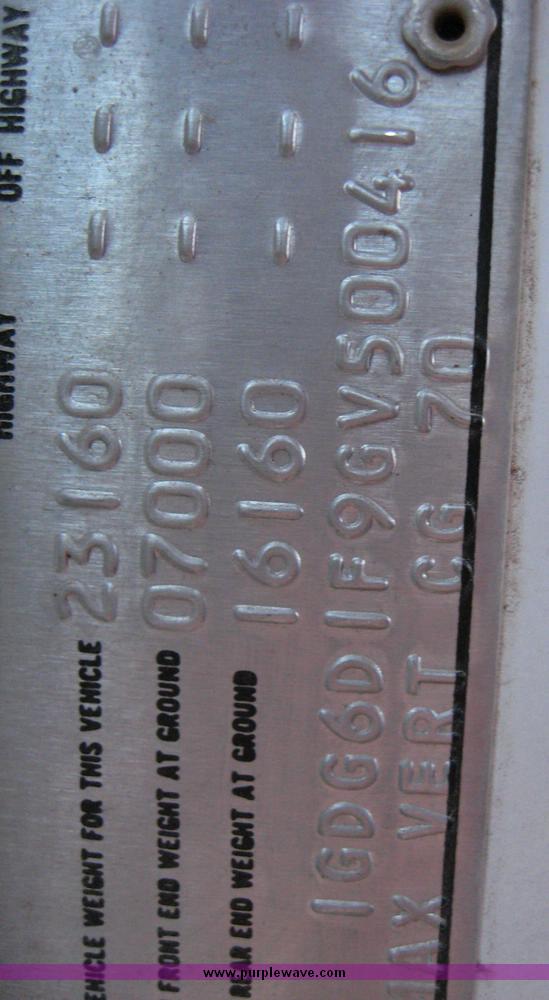 HIGHWAY OFF HIGHWAY
VEHICLE WEIGHT FOR THIS VEHICLE 23160 - - -
FRONT END WEIGHT AT GROUND 07000 - - -
REAR END WEIGHT AT GROUND 16160 - - -
1GDG6D1F9GV500416
MAX VERT CG 70
www.purplewave.com